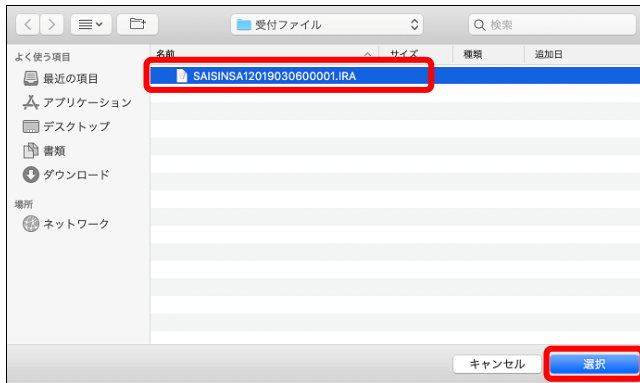 受付ファイル
検索
よく使う項目
最近の項目
アプリケーション
デスクトップ
書類
ダウンロード
場所
ネットワーク
名前 サイズ 種類 追加日
SAISINSA12019030600001.IRA
キャンセル 選択